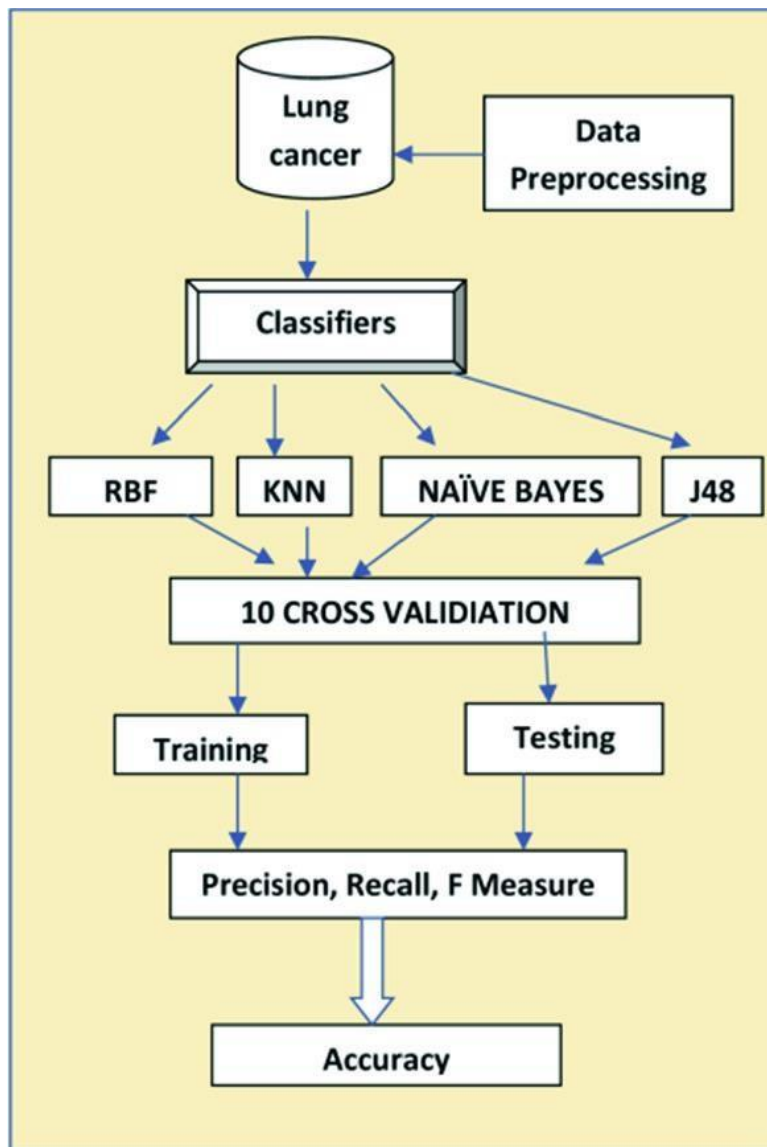 Lung
cancer
Data
Preprocessing
Classifiers
RBF
KNN
NAÏVE BAYES
J48
10 CROSS VALIDIATION
Training
Testing
Precision, Recall, F Measure
Accuracy